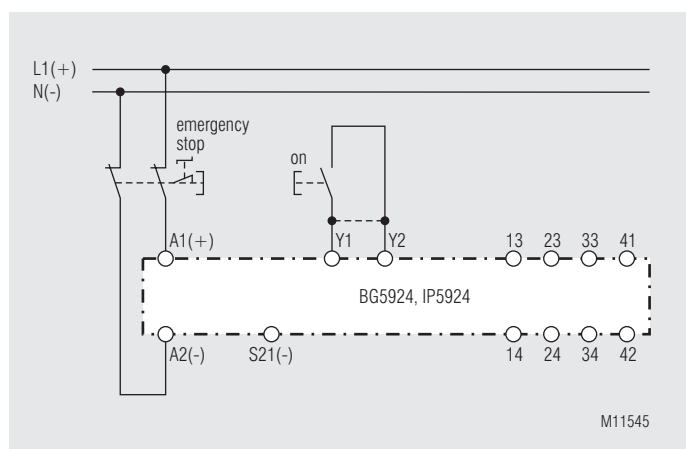 L1(+)
N(-)
emergency
stop
on
A1(+) Y1 Y2 13 23 33 41
BG5924, IP5924
A2(-) S21(-) 14 24 34 42
M11545